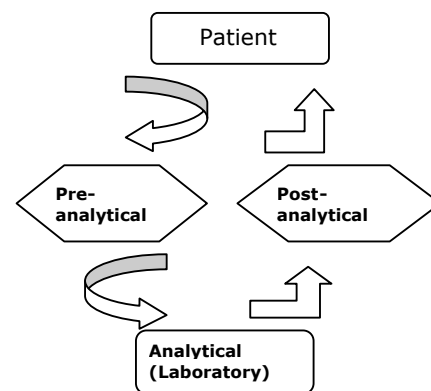 Patient
Pre-
analytical
Post-
analytical
Analytical
(Laboratory)